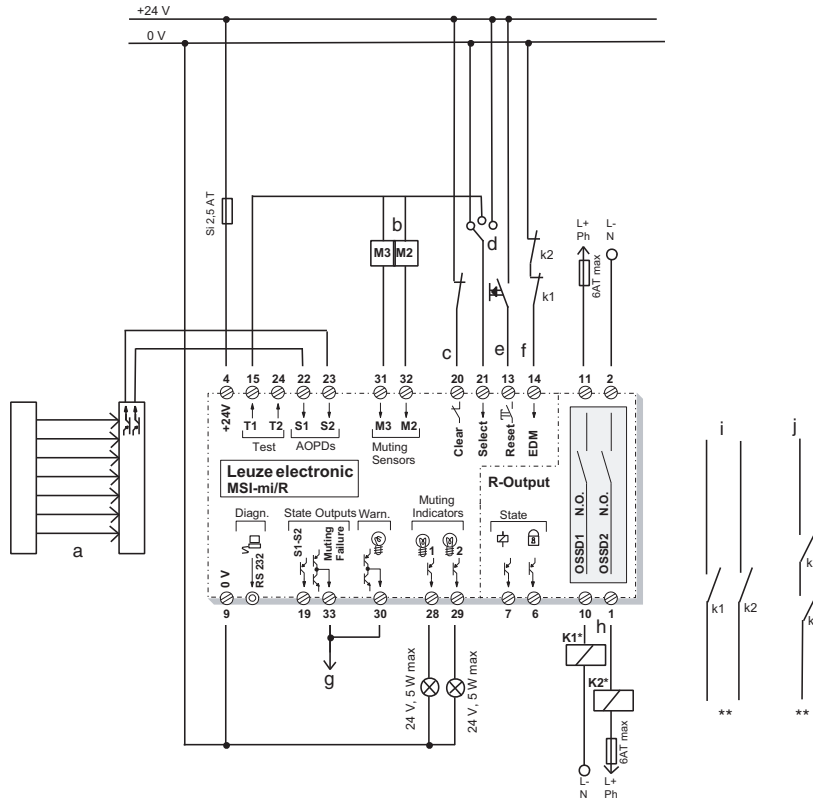 +24 V
0 V
Si 2,5 A T
b
M3 M2
d
k2
k1
L+
Ph
L-
N
6AT max
c
e
f
4 15 24 22 23 31 32 20 21 13 14 11 2
+24V
T1 T2 S1 S2 M3 M2
Test AOPDs Muting
Sensors
Clear
Select
Reset
EDM
Leuze electronic
MSI-mi/R
R-Output
OSSD1 N.O.
OSSD2 N.O.
Diagn. State Outputs Warn. Muting
Indicators
State
RS 232
S1-S2
Muting
Failure
1 2
0 V
9 19 33 30 28 29 7 6 10 1
a
g
h
24 V, 5 W max
24 V, 5 W max
K1*
K2*
6AT max
L-
N
L+
Ph
i
k1 k2
**
j
k
k
**